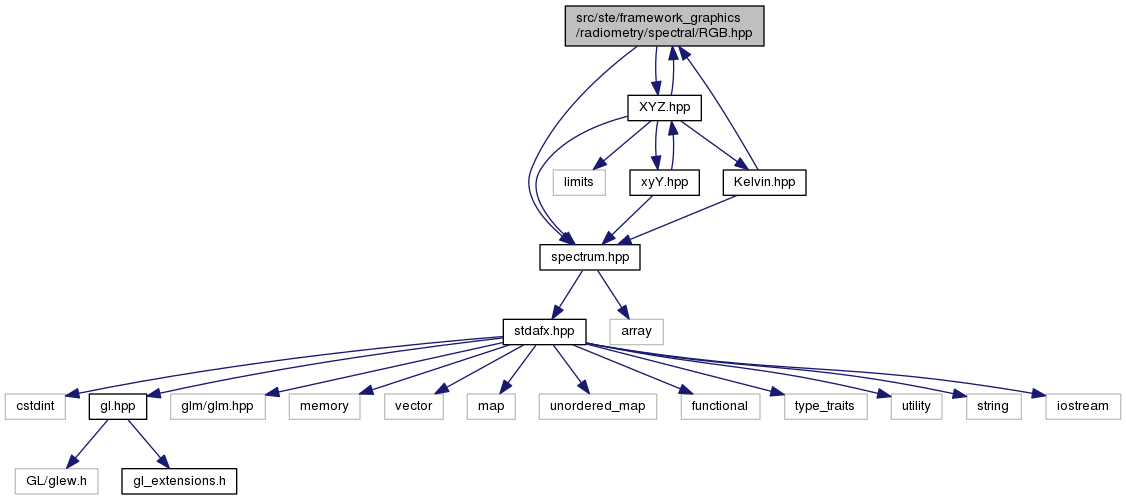 src/ste/framework_graphics
/radiometry/spectral/RGB.hpp
XYZ.hpp
limits
xyY.hpp
Kelvin.hpp
spectrum.hpp
stdafx.hpp
array
cstdint
gl.hpp
glm/glm.hpp
memory
vector
map
unordered_map
functional
type_traits
utility
string
iostream
GL/glew.h
gl_extensions.h